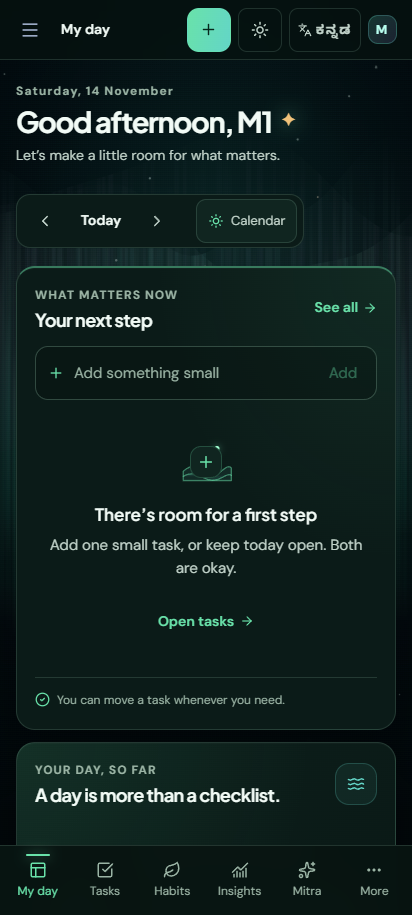 My day
ಕನ್ನಡ
M
Saturday, 14 November
Good afternoon, M1
Let’s make a little room for what matters.
Today
Calendar
WHAT MATTERS NOW
See all →
Your next step
+ Add something small
Add
There’s room for a first step
Add one small task, or keep today open. Both
are okay.
Open tasks →
You can move a task whenever you need.
YOUR DAY, SO FAR
A day is more than a checklist.
My day
Tasks
Habits
Insights
Mitra
More